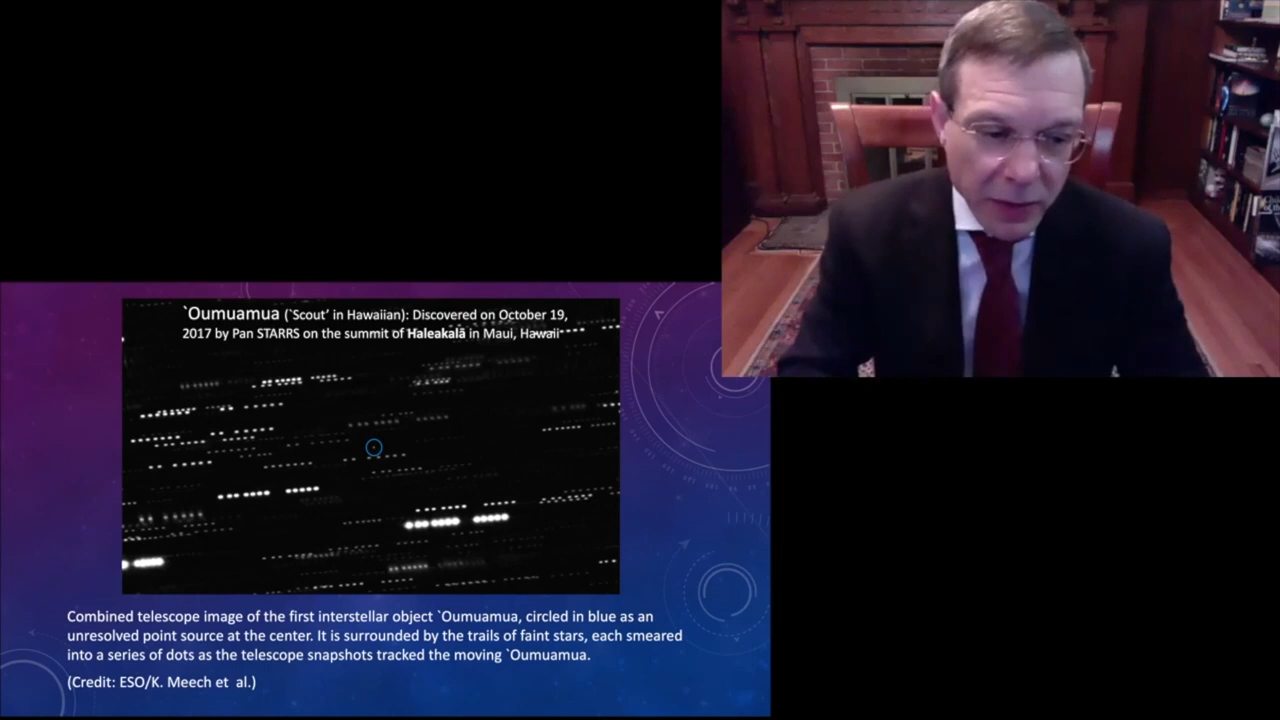 `Oumuamua (`Scout' in Hawaiian): Discovered on October 19,
2017 by Pan STARRS on the summit of Haleakalā in Maui, Hawaii
Combined telescope image of the first interstellar object `Oumuamua, circled in blue as an
unresolved point source at the center. It is surrounded by the trails of faint stars, each smeared
into a series of dots as the telescope snapshots tracked the moving `Oumuamua.
(Credit: ESO/K. Meech et al.)